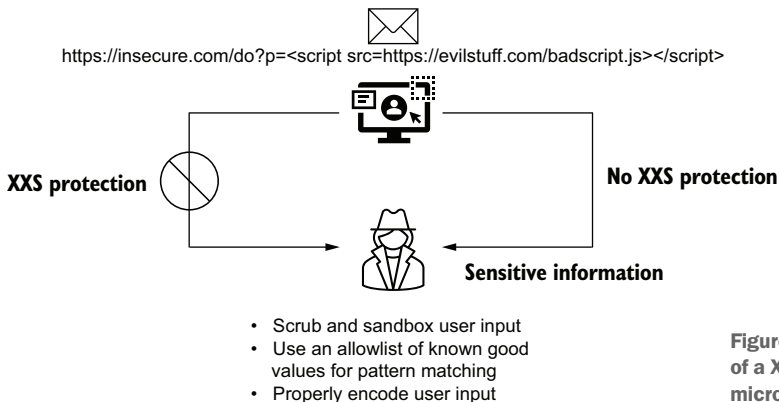 https://insecure.com/do?p=<script src=https://evilstuff.com/badscript.js></script>
XXS protection
No XXS protection
Sensitive information
• Scrub and sandbox user input
• Use an allowlist of known good
values for pattern matching
• Properly encode user input
Figure
of a X
micro